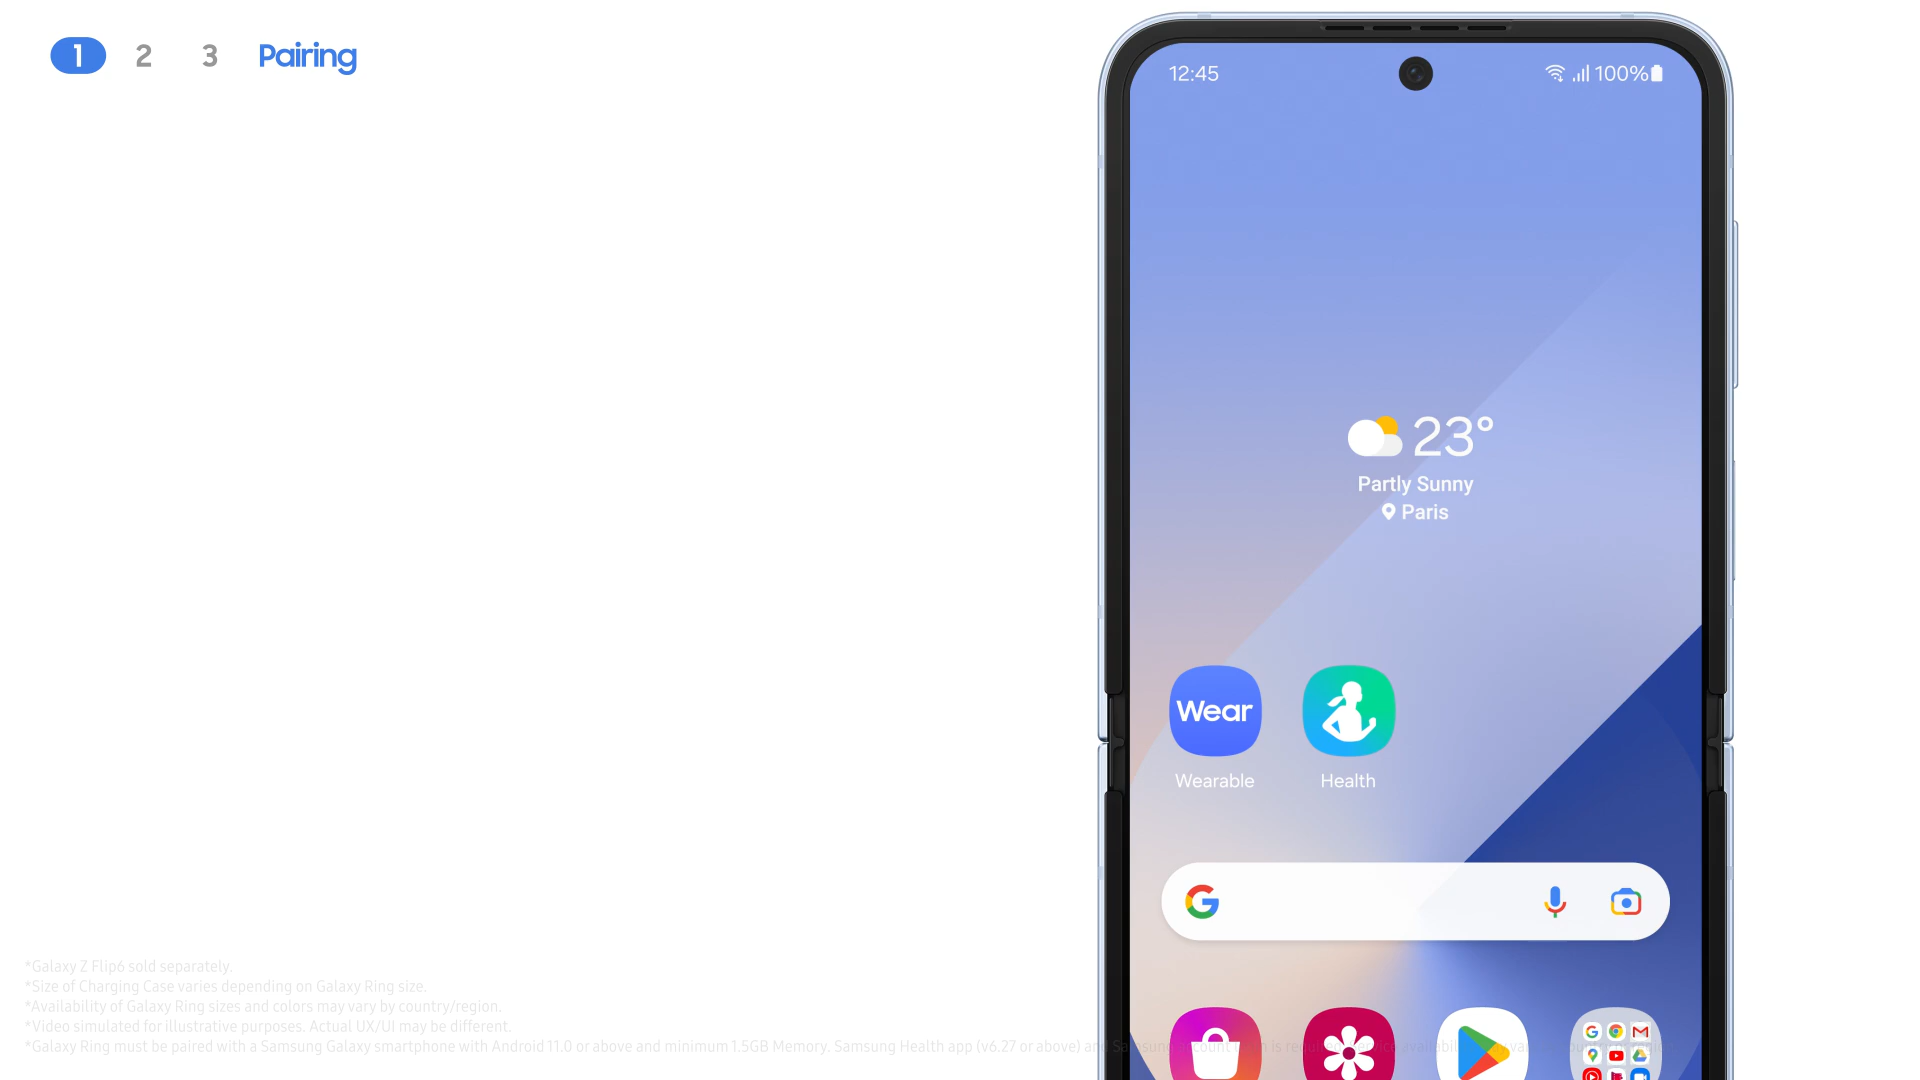 1 2 3 Pairing
12:45 100%
23°
Partly Sunny
Paris
Wear
Wearable Health
*Galaxy Z Flip6 sold separately.
*Size of Charging Case varies depending on Galaxy Ring size.
*Availability of Galaxy Ring sizes and colors may vary by country/region.
*Video simulated for illustrative purposes. Actual UX/UI may be different.
*Galaxy Ring must be paired with a Samsung Galaxy smartphone with Android 11.0 or above and minimum 1.5GB Memory. Samsung Health app (v6.27 or above) and Samsung account